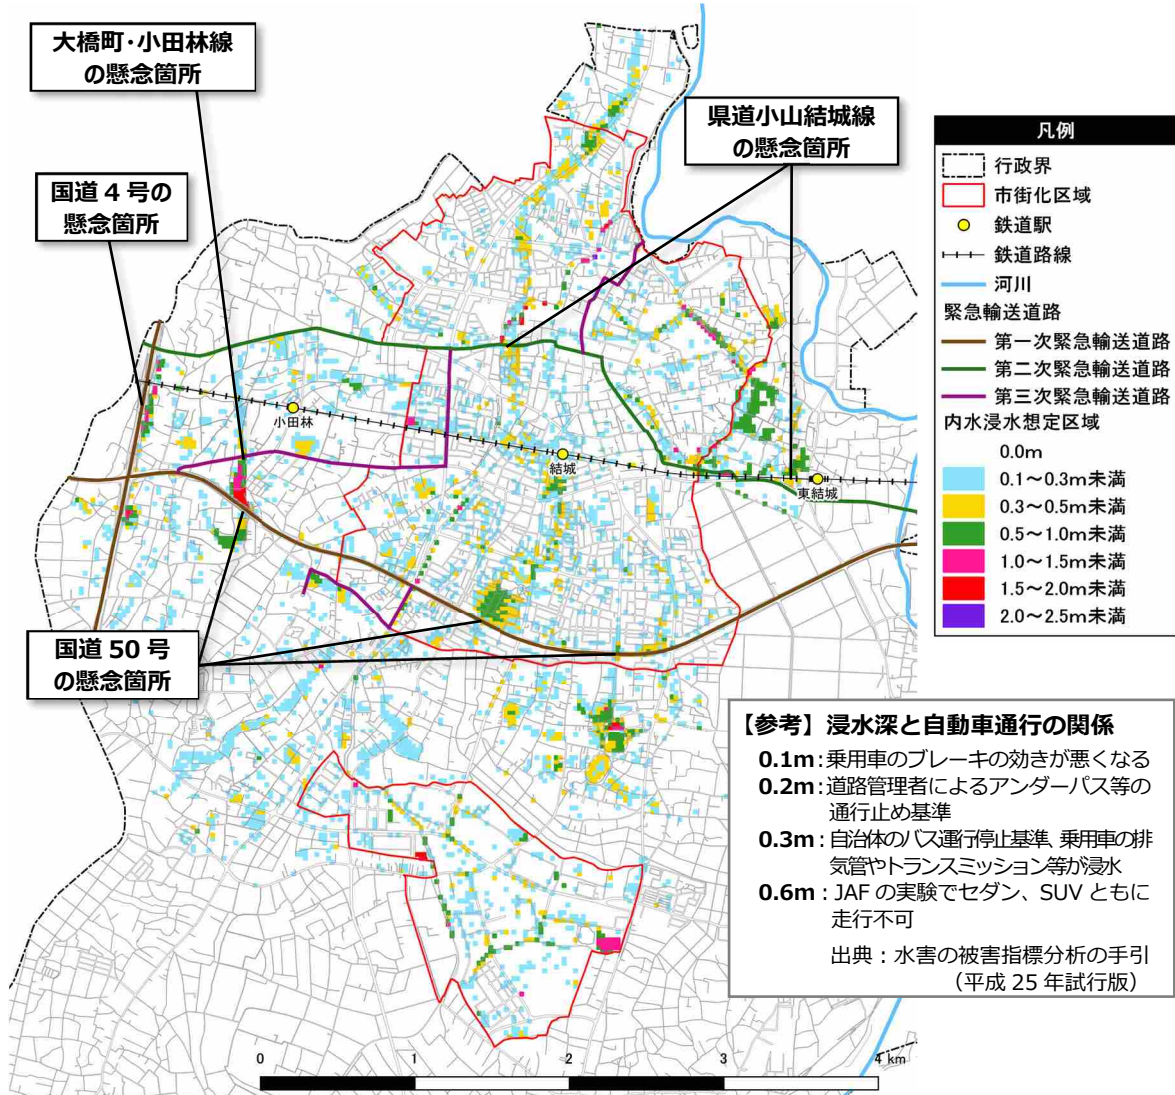 大橋町・小田林線
の懸念箇所
県道小山結城線
の懸念箇所
国道４号の
懸念箇所
小田林
結城
東結城
国道 50 号
の懸念箇所
凡例
行政界
市街化区域
鉄道駅
鉄道路線
河川
緊急輸送道路
第一次緊急輸送道路
第二次緊急輸送道路
第三次緊急輸送道路
内水浸水想定区域
0.0m
0.1～0.3m未満
0.3～0.5m未満
0.5～1.0m未満
1.0～1.5m未満
1.5～2.0m未満
2.0～2.5m未満
【参考】浸水深と自動車通行の関係
0.1m：乗用車のブレーキの効きが悪くなる
0.2m：道路管理者によるアンダーパス等の
通行止め基準
0.3m：自治体のバス運行停止基準、乗用車の排
気管やトランスミッション等が浸水
0.6m：JAF の実験でセダン、SUV ともに
走行不可
出典：水害の被害指標分析の手引
（平成 25 年試行版）
0 1 2 3 4 km